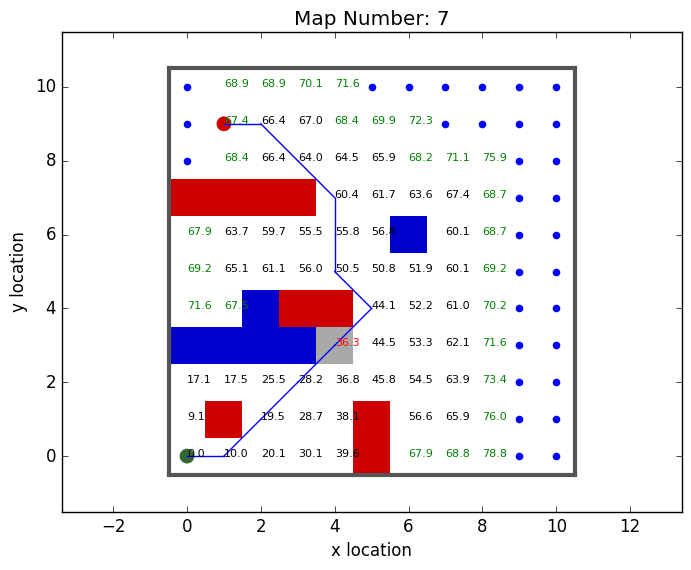 Map Number: 7
10
68.9 68.9 70.1 71.6
67.4 66.4 67.0 68.4 69.9 72.3
8
68.4 66.4 64.0 64.5 65.9 68.2 71.1 75.9
60.4 61.7 63.6 67.4 68.7
6
67.9 63.7 59.7 55.5 55.8 56.8 60.1 68.7
69.2 65.1 61.1 56.0 50.5 50.8 51.9 60.1 69.2
4
71.6 67.5 44.1 52.2 61.0 70.2
36.3 44.5 53.3 62.1 71.6
2
17.1 17.5 25.5 28.2 36.8 45.8 54.5 63.9 73.4
9.1 19.5 28.7 38.1 56.6 65.9 76.0
0
0.0 10.0 20.1 30.1 39.6 67.9 68.8 78.8
−2 0 2 4 6 8 10 12
x location
y location